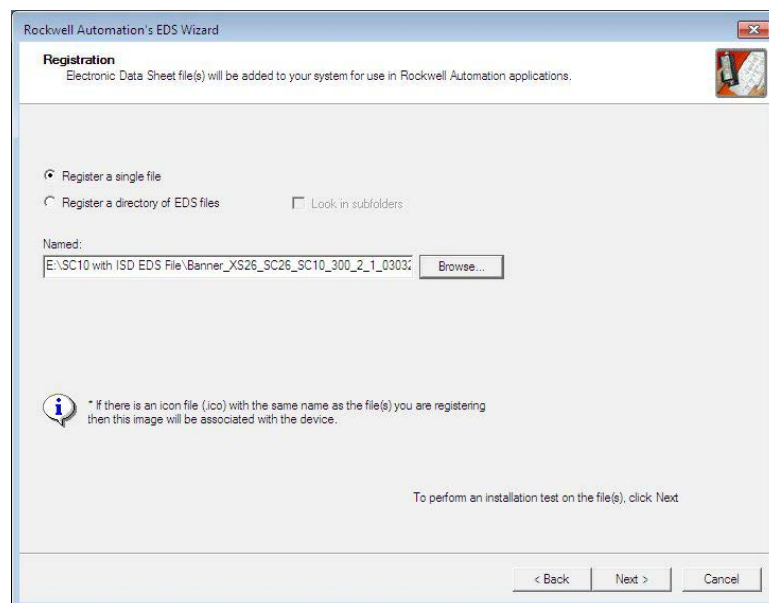 Rockwell Automation's EDS Wizard
Registration
Electronic Data Sheet file(s) will be added to your system for use in Rockwell Automation applications.
Register a single file
Register a directory of EDS files
Look in subfolders
Named:
E:\SC10 with ISD EDS File\Banner_XS26_SC26_SC10_300_2_1_0303
Browse...
* If there is an icon file (.ico) with the same name as the file(s) you are registering
then this image will be associated with the device.
To perform an installation test on the file(s), click Next
< Back
Next >
Cancel